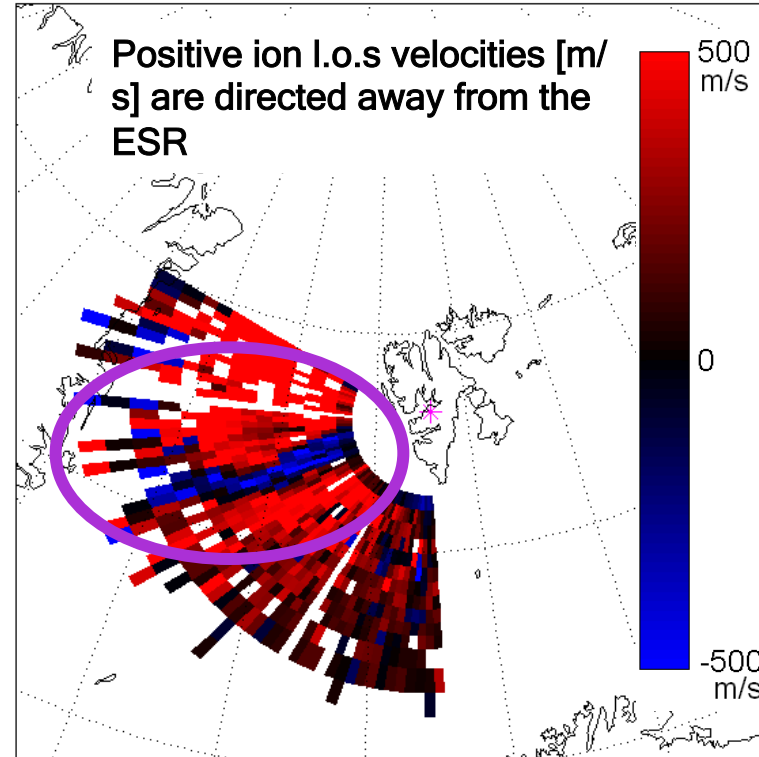 Positive ion l.o.s velocities [m/
s] are directed away from the
ESR
500
m/s
0
-500
m/s